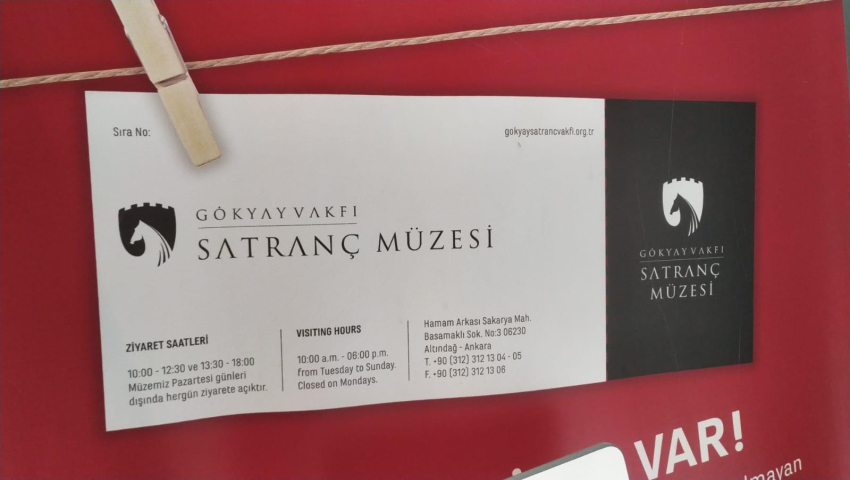 Sıra No:
gokyaysatrancvakfi.org.tr
GÖKYAY VAKFI
SATRANÇ MÜZESİ
ZİYARET SAATLERİ
10:00 - 12:30 ve 13:30 - 18:00
Müzemiz Pazartesi günleri
dışında hergün ziyarete açıktır.
VISITING HOURS
10:00 a.m. - 06:00 p.m.
from Tuesday to Sunday.
Closed on Mondays.
Hamam Arkası Sakarya Mah.
Basamaklı Sok. No:3 06230
Altındağ - Ankara
T. +90 (312) 312 13 04 - 05
F. +90 (312) 312 13 06
GÖKYAY VAKFI
SATRANÇ
MÜZESİ
VAR!